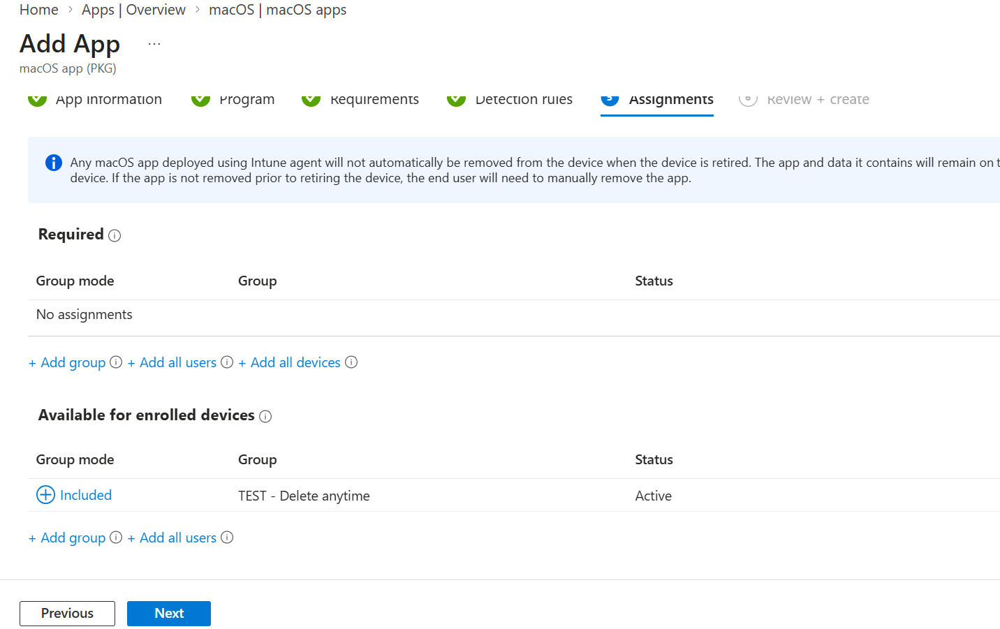 Home > Apps | Overview > macOS | macOS apps
Add App ...
macOS app (PKG)
App information Program Requirements Detection rules 5 Assignments 6 Review + create
Any macOS app deployed using Intune agent will not automatically be removed from the device when the device is retired. The app and data it contains will remain on
device. If the app is not removed prior to retiring the device, the end user will need to manually remove the app.
Required
Group mode Group Status
No assignments
+ Add group + Add all users + Add all devices
Available for enrolled devices
Group mode Group Status
Included TEST - Delete anytime Active
+ Add group + Add all users
Previous Next